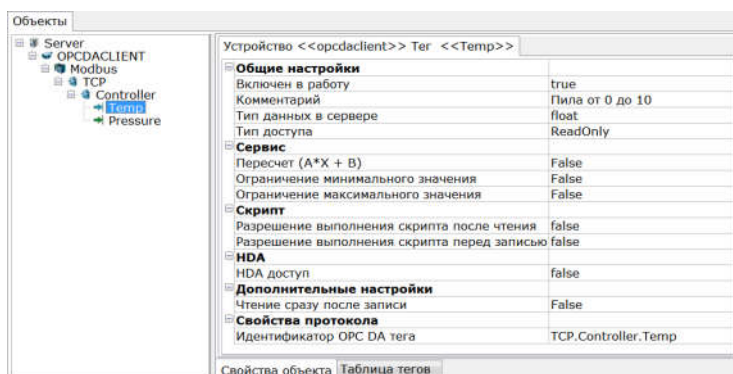 Объекты
Server
OPCDACLIENT
Modbus
TCP
Controller
Temp
Pressure
Устройство <<opcdaclient>> Тег <<Temp>>
Общие настройки
Включен в работу true
Комментарий Пила от 0 до 10
Тип данных в сервере float
Тип доступа ReadOnly
Сервис
Пересчет (A*X + B) False
Ограничение минимального значения False
Ограничение максимального значения False
Скрипт
Разрешение выполнения скрипта после чтения false
Разрешение выполнения скрипта перед записью false
HDA
HDA доступ false
Дополнительные настройки
Чтение сразу после записи False
Свойства протокола
Идентификатор OPC DA тега TCP.Controller.Temp
Свойства объекта Таблица тегов